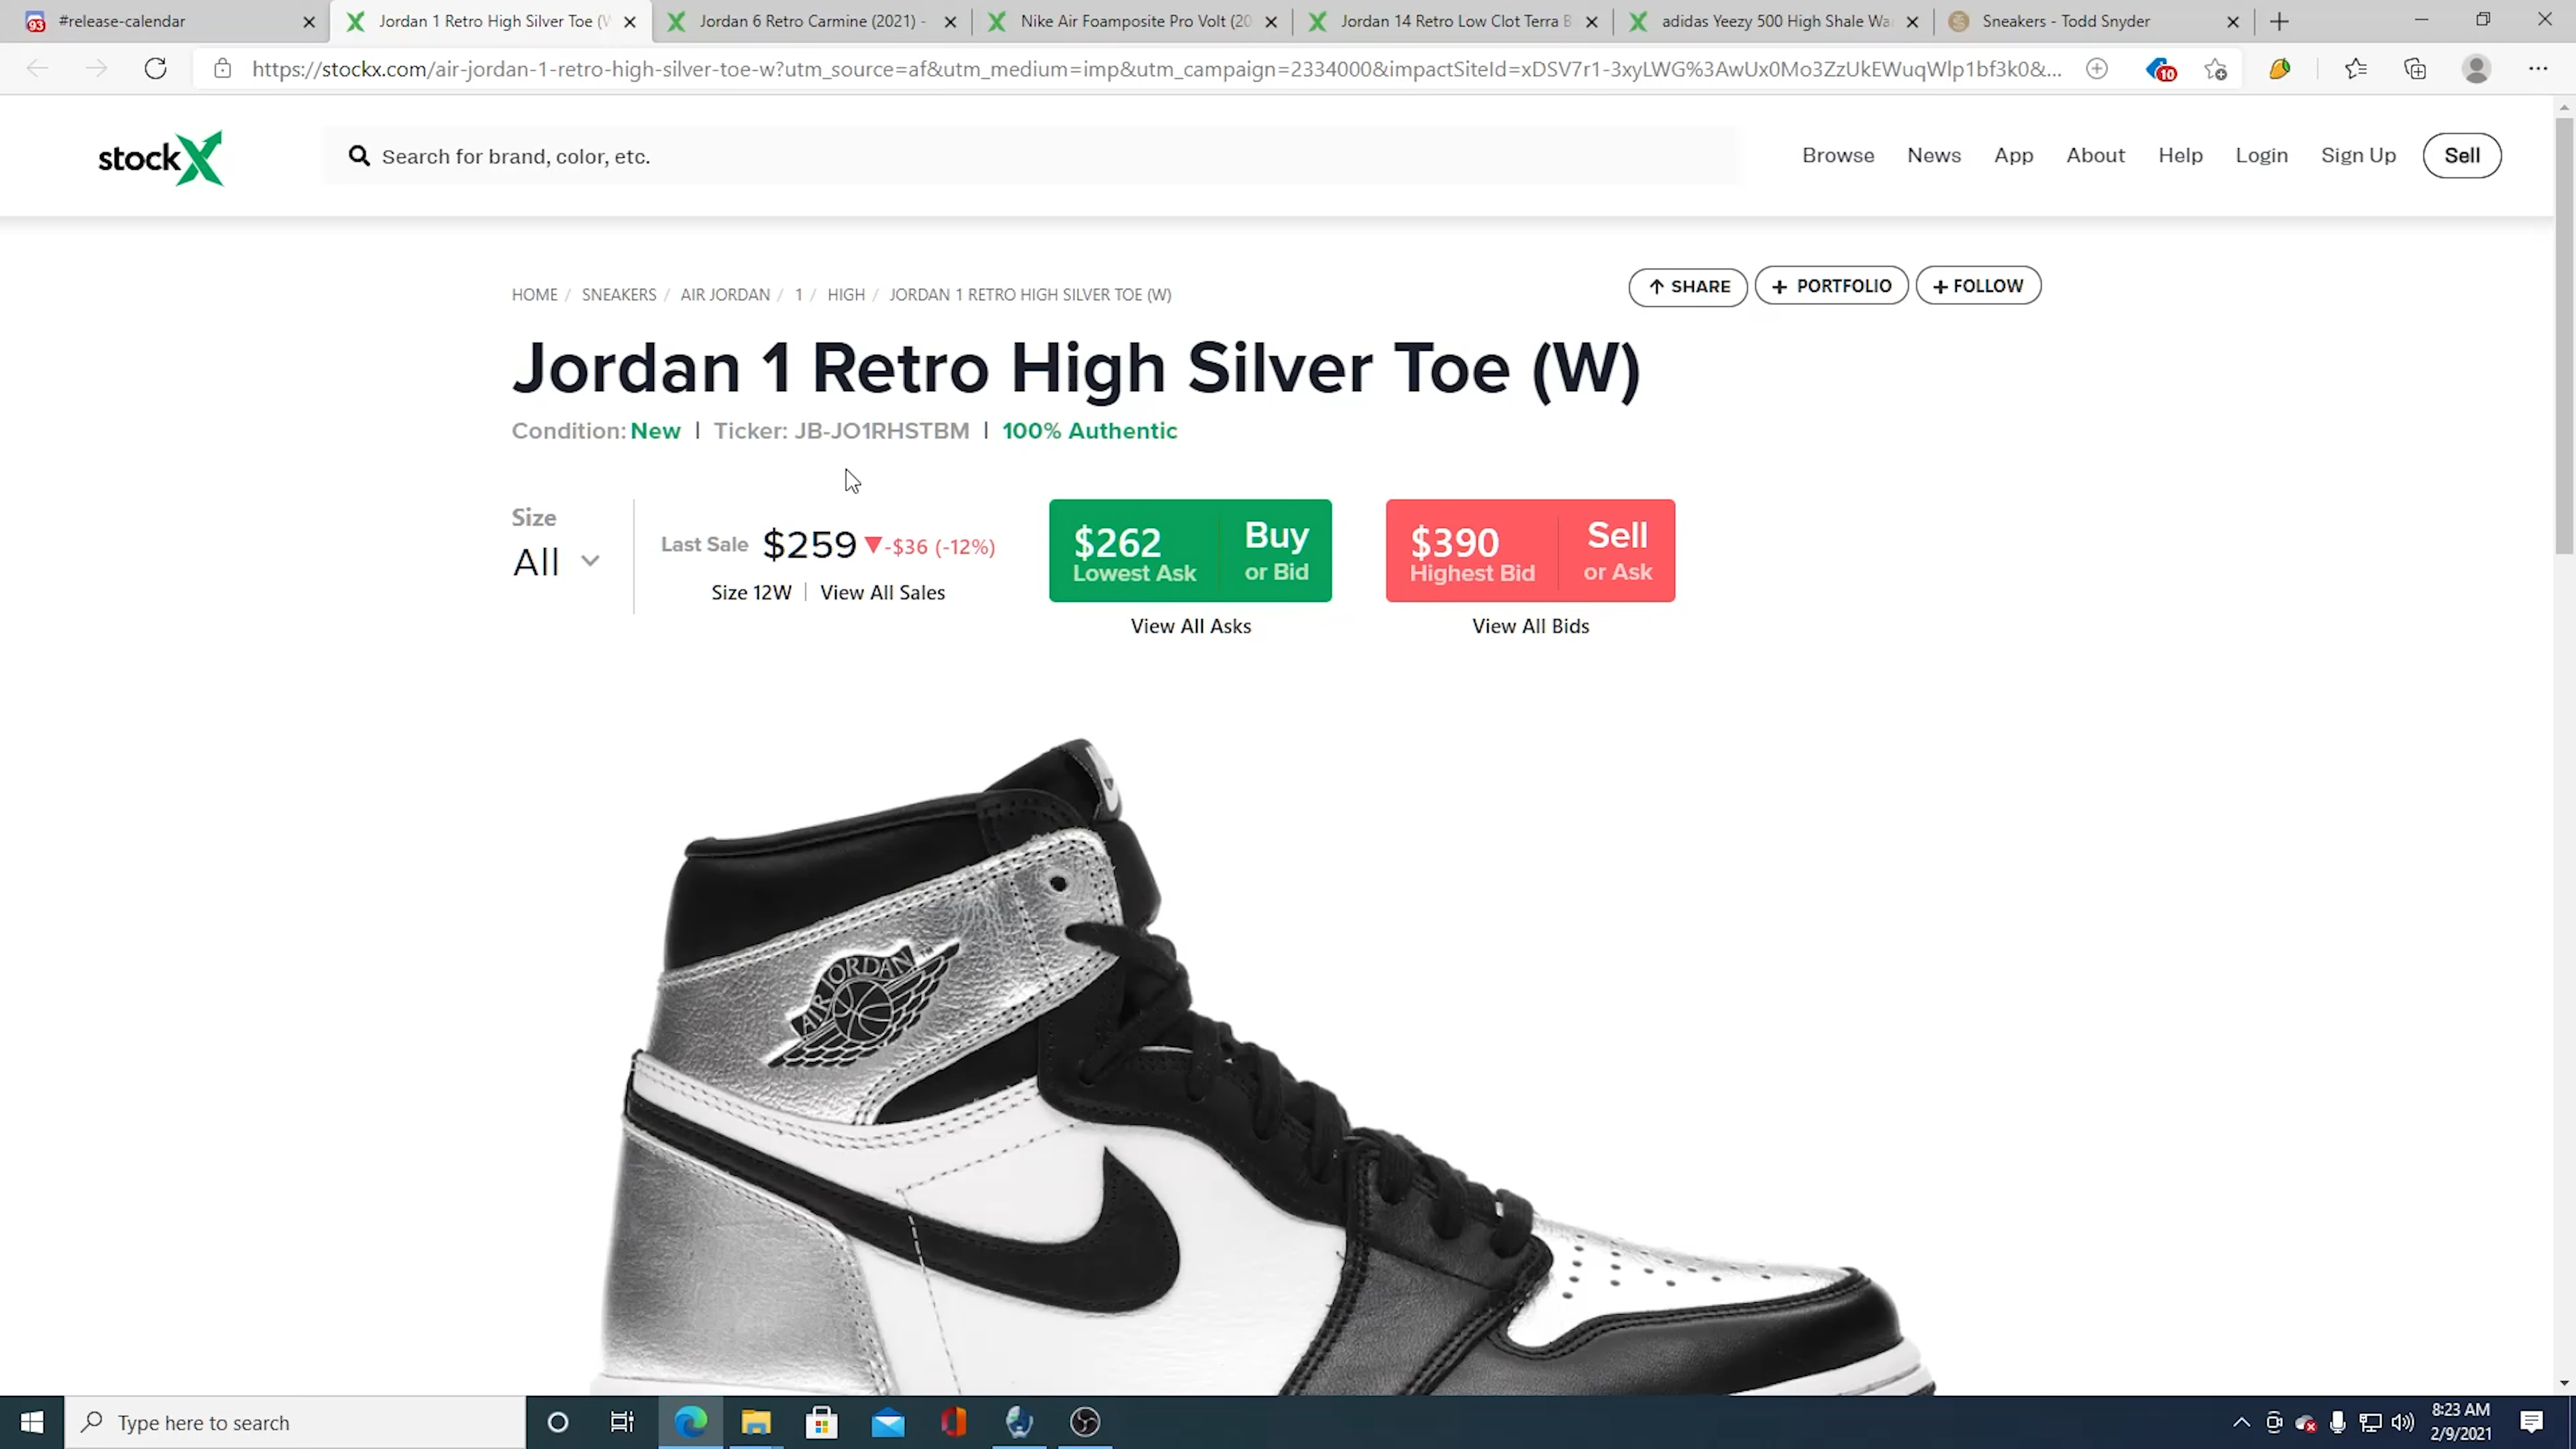 93 #release-calendar
Jordan 1 Retro High Silver Toe (W
Jordan 6 Retro Carmine (2021) -
Nike Air Foamposite Pro Volt (20
Jordan 14 Retro Low Clot Terra B
adidas Yeezy 500 High Shale Wa
Sneakers - Todd Snyder
https://stockx.com/air-jordan-1-retro-high-silver-toe-w?utm_source=af&utm_medium=imp&utm_campaign=2334000&impactSiteId=xDSV7r1-3xyLWG%3AwUx0Mo3ZzUkEWuqWlp1bf3k0&...
10
stockX
Search for brand, color, etc.
Browse News App About Help Login Sign Up Sell
HOME / SNEAKERS / AIR JORDAN / 1 / HIGH / JORDAN 1 RETRO HIGH SILVER TOE (W)
SHARE + PORTFOLIO + FOLLOW
Jordan 1 Retro High Silver Toe (W)
Condition: New | Ticker: JB-JO1RHSTBM | 100% Authentic
Size
All
Last Sale $259 ▼-$36 (-12%)
Size 12W | View All Sales
$262 Buy
Lowest Ask or Bid
View All Asks
$390 Sell
Highest Bid or Ask
View All Bids
AIR JORDAN TM
Type here to search
8:23 AM
2/9/2021